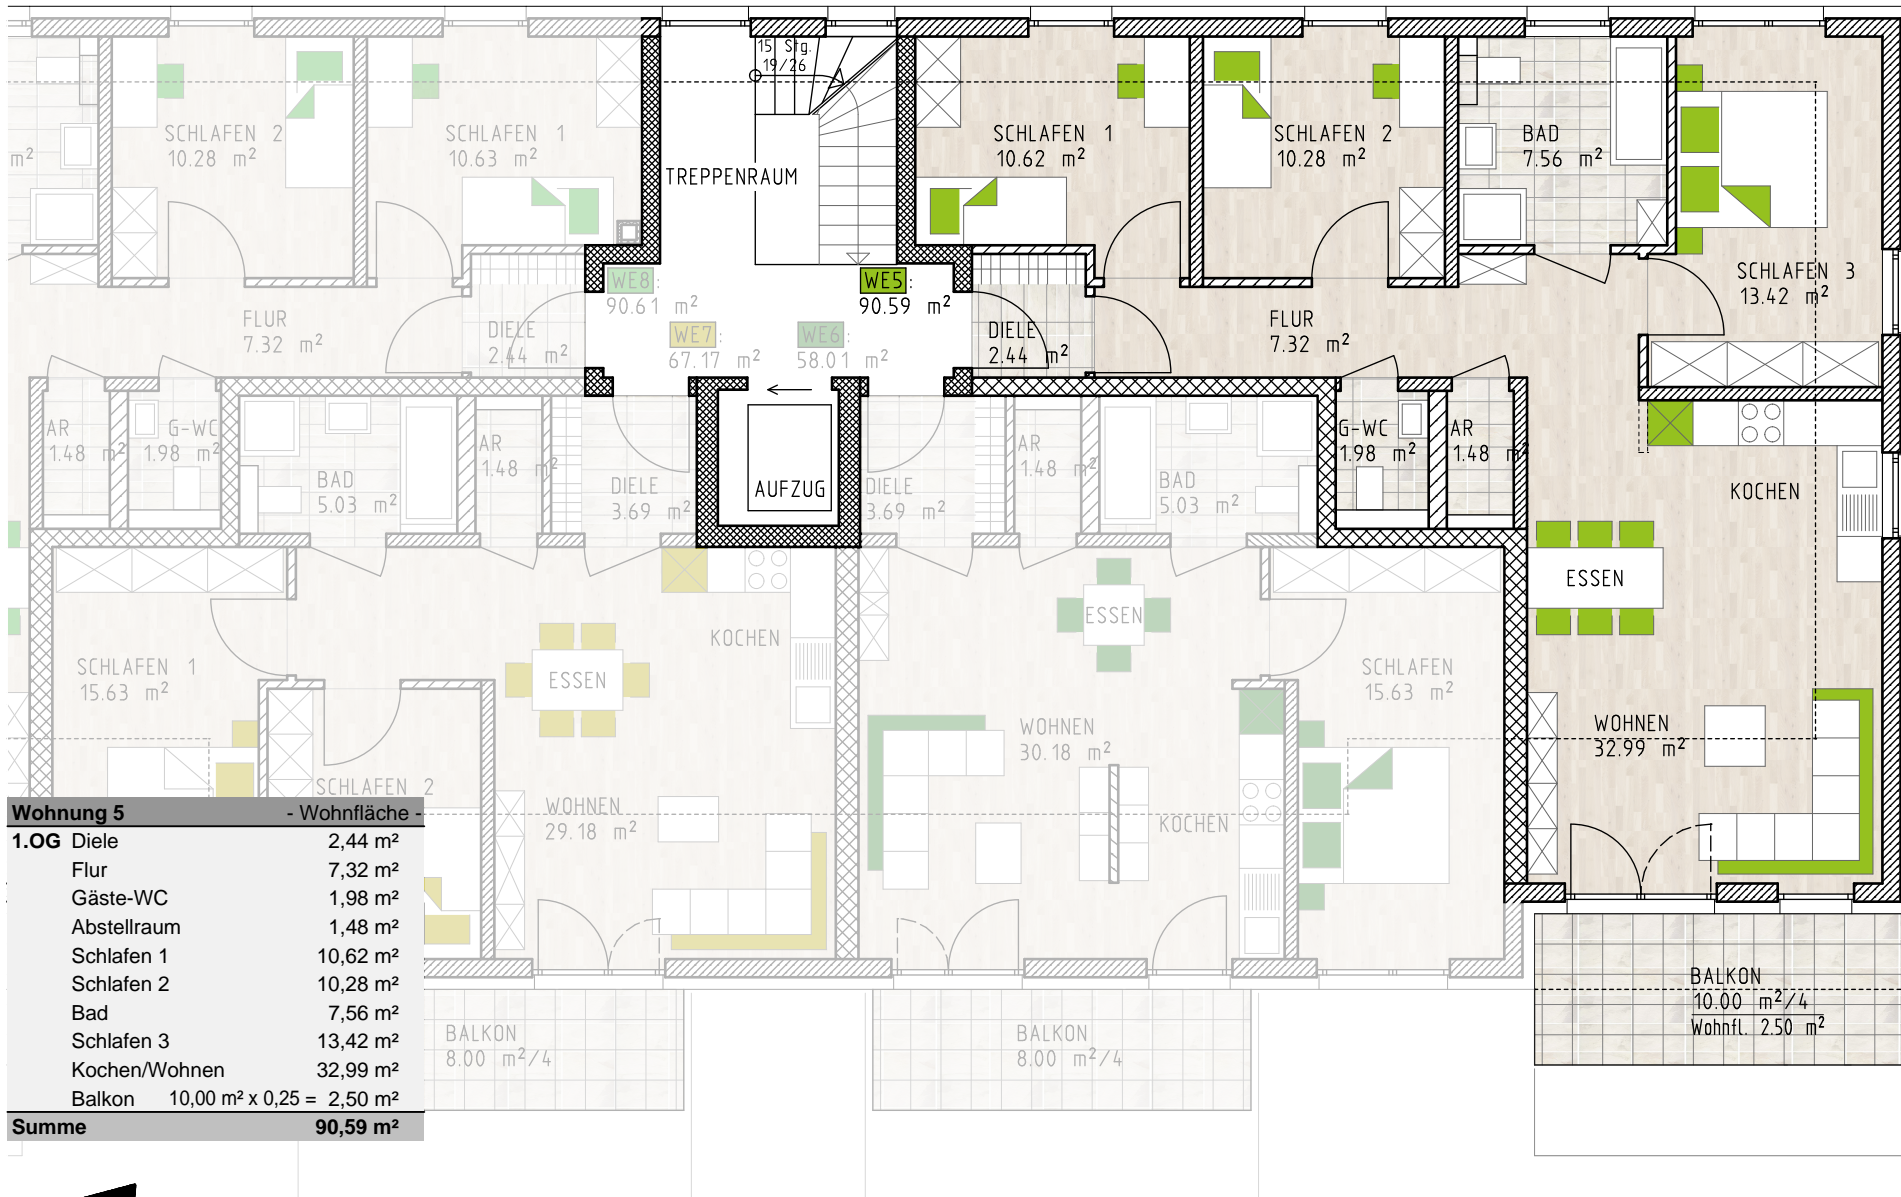 15 Stg.
19/26
SCHLAFEN 2
10.28 m²
SCHLAFEN 1
10.63 m²
TREPPENRAUM
SCHLAFEN 1
10.62 m²
SCHLAFEN 2
10.28 m²
BAD
7.56 m²
m²
SCHLAFEN 3
13.42 m²
WE8:
90.61 m²
WE5:
90.59 m²
WE7:
67.17 m²
WE6:
58.01 m²
FLUR
7.32 m²
DIELE
2.44 m²
DIELE
2.44 m²
FLUR
7.32 m²
AR
1.48 m²
G-WC
1.98 m²
BAD
5.03 m²
AR
1.48 m²
DIELE
3.69 m²
AUFZUG
DIELE
3.69 m²
AR
1.48 m²
BAD
5.03 m²
G-WC
1.98 m²
AR
1.48 m²
KOCHEN
ESSEN
SCHLAFEN 1
15.63 m²
ESSEN
KOCHEN
ESSEN
SCHLAFEN
15.63 m²
SCHLAFEN 2
WOHNEN
29.18 m²
WOHNEN
30.18 m²
KOCHEN
WOHNEN
32.99 m²
BALKON
8.00 m²/4
BALKON
8.00 m²/4
BALKON
10.00 m²/4
Wohnfl. 2.50 m²
Wohnung 5 - Wohnfläche -
1.OG Diele 2,44 m²
Flur 7,32 m²
Gäste-WC 1,98 m²
Abstellraum 1,48 m²
Schlafen 1 10,62 m²
Schlafen 2 10,28 m²
Bad 7,56 m²
Schlafen 3 13,42 m²
Kochen/Wohnen 32,99 m²
Balkon 10,00 m² x 0,25 = 2,50 m²
Summe 90,59 m²